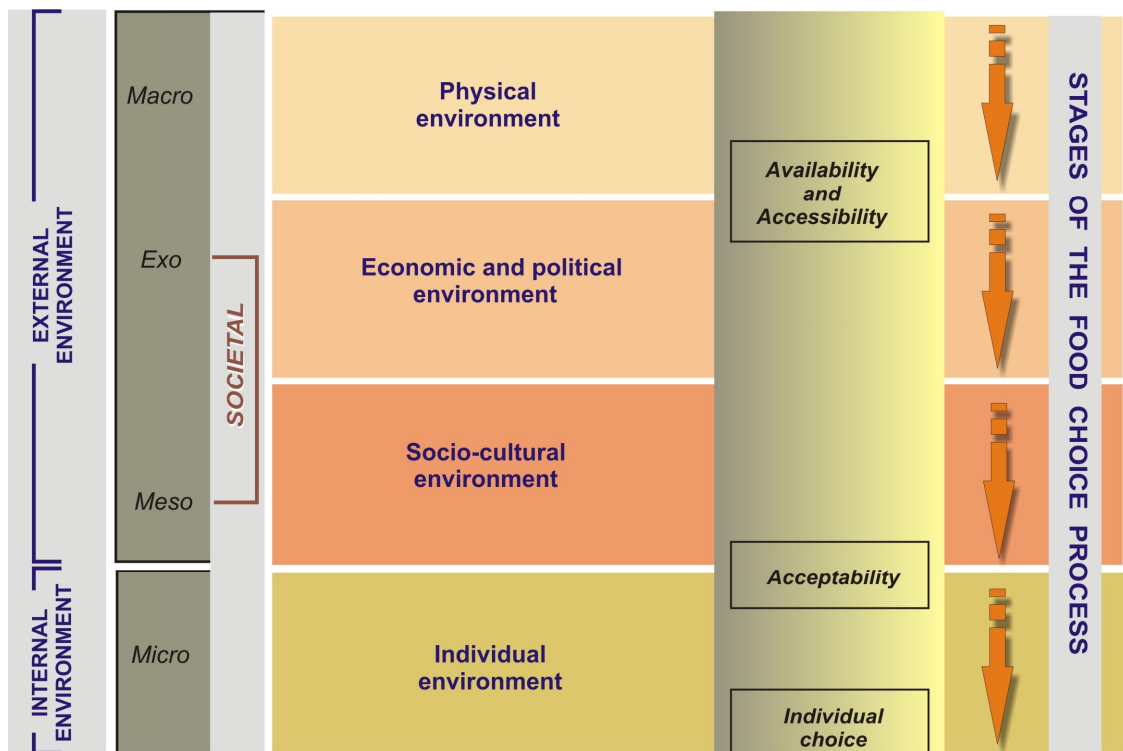 EXTERNAL
ENVIRONMENT
INTERNAL
ENVIRONMENT
Macro
Exo
Meso
Micro
SOCIETAL
Physical
environment
Economic and political
environment
Socio-cultural
environment
Individual
environment
Availability
and
Accessibility
Acceptability
Individual
choice
STAGES OF THE FOOD CHOICE PROCESS